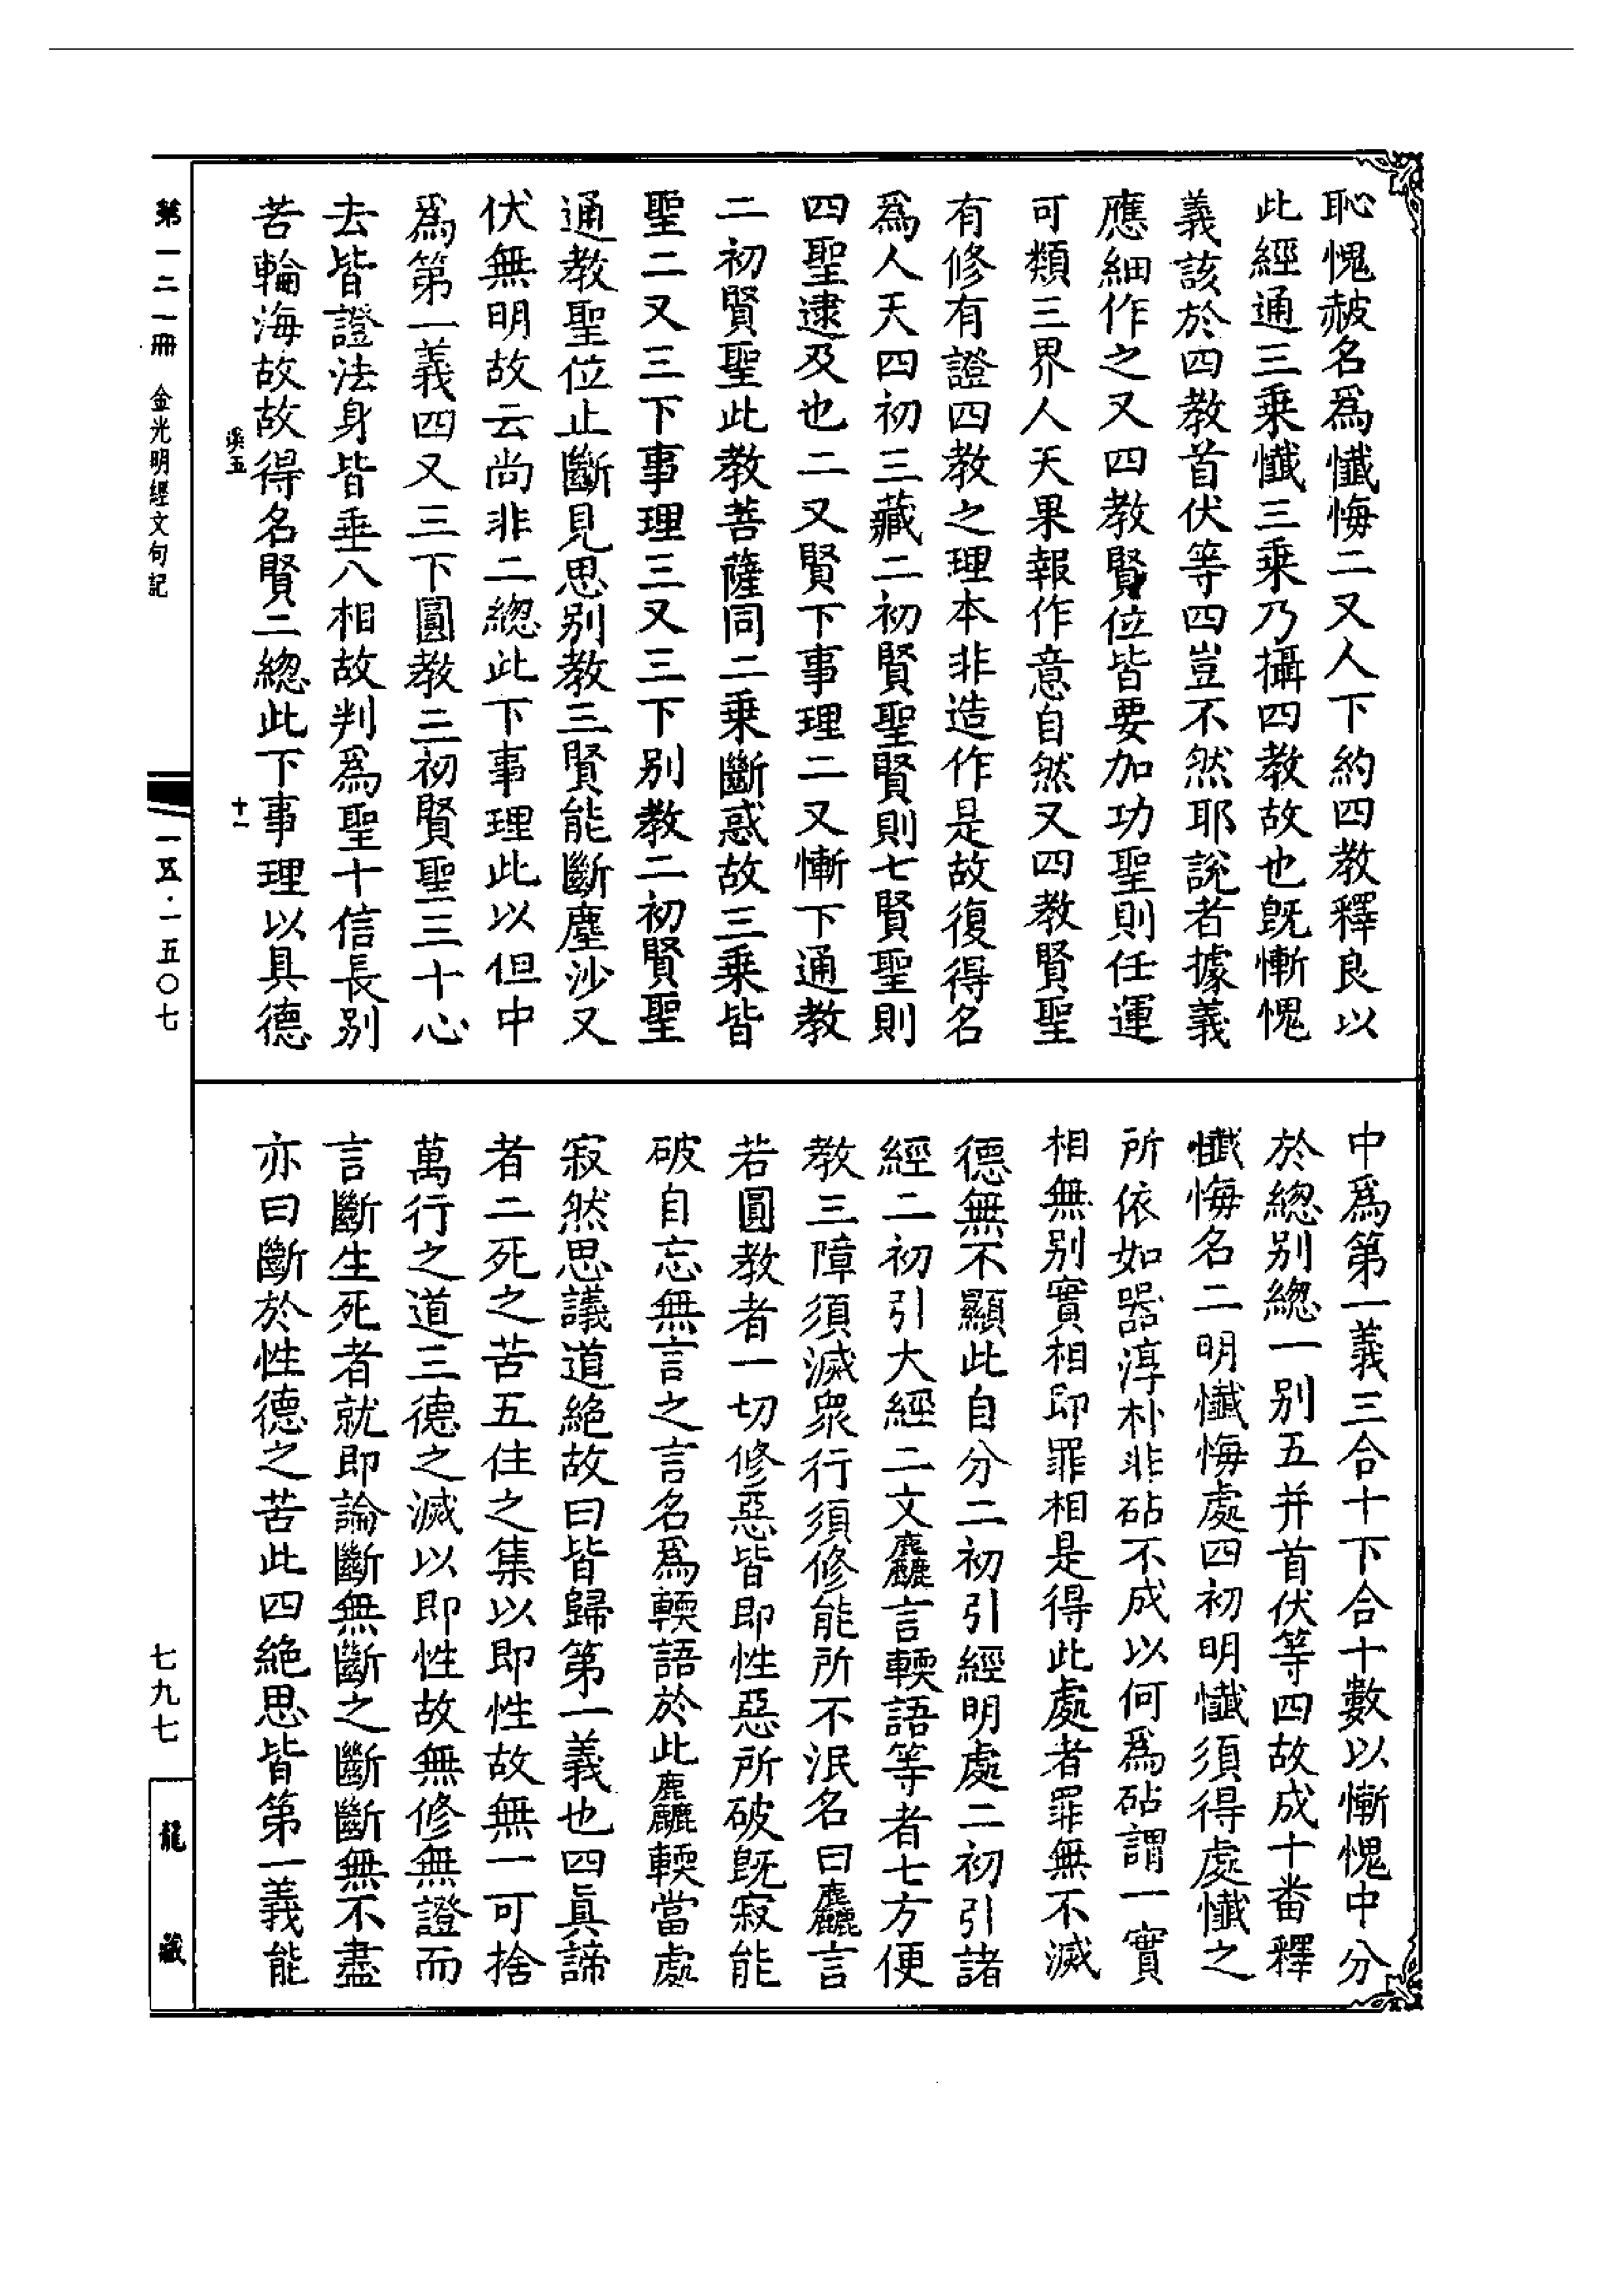 恥愧赧名爲懺悔二又人下約四教釋良以
此經通三乘懺三乘乃攝四教故也旣慚愧
義該於四教首伏等四豈不然耶說者據義
應細作之又四教賢位皆要加功聖則任運
可類三界人天果報作意自然又四教賢聖
有修有證四教之理本非造作是故復得名
爲人天四初三藏二初賢聖賢則七賢聖則
四聖逮及也二又賢下事理二又慚下通教
二初賢聖此教菩薩同二乘斷惑故三乘皆
聖二又三下事理三又三下別教二初賢聖
通教聖位止斷見思別教三賢能斷塵沙又
伏無明故云尚非二總此下事理此以但中
爲第一義四又三下圓教二初賢聖三十心
去皆證法身皆垂八相故判爲聖十信長別
苦輪海故故得名賢二總此下事理以具德
中爲第一義三合十下合十數以慚愧中分
於總別總一別五并首伏等四故成十番釋
懺悔名二明懺悔處四初明懺須得處懺之
所依如器淳朴非砧不成以何爲砧謂一實
相無別實相印罪相是得此處者罪無不滅
德無不顯此自分二初引經明處二初引諸
經二初引大經二文麤言輭語等者七方便
教三障須滅衆行須修能所不泯名曰麤言
若圓教者一切修惡皆即性惡所破旣寂能
破自忘無言之言名爲輭語於此麤輭當處
寂然思議道絕故曰皆歸第一義也四眞諦
者二死之苦五住之集以即性故無一可捨
萬行之道三德之滅以即性故無修無證而
言斷生死者就即論斷無斷之斷斷無不盡
亦曰斷於性德之苦此四絕思皆第一義能
第一二一冊 金光明經文句記
一五·一五〇七
七九七
龍藏
十一